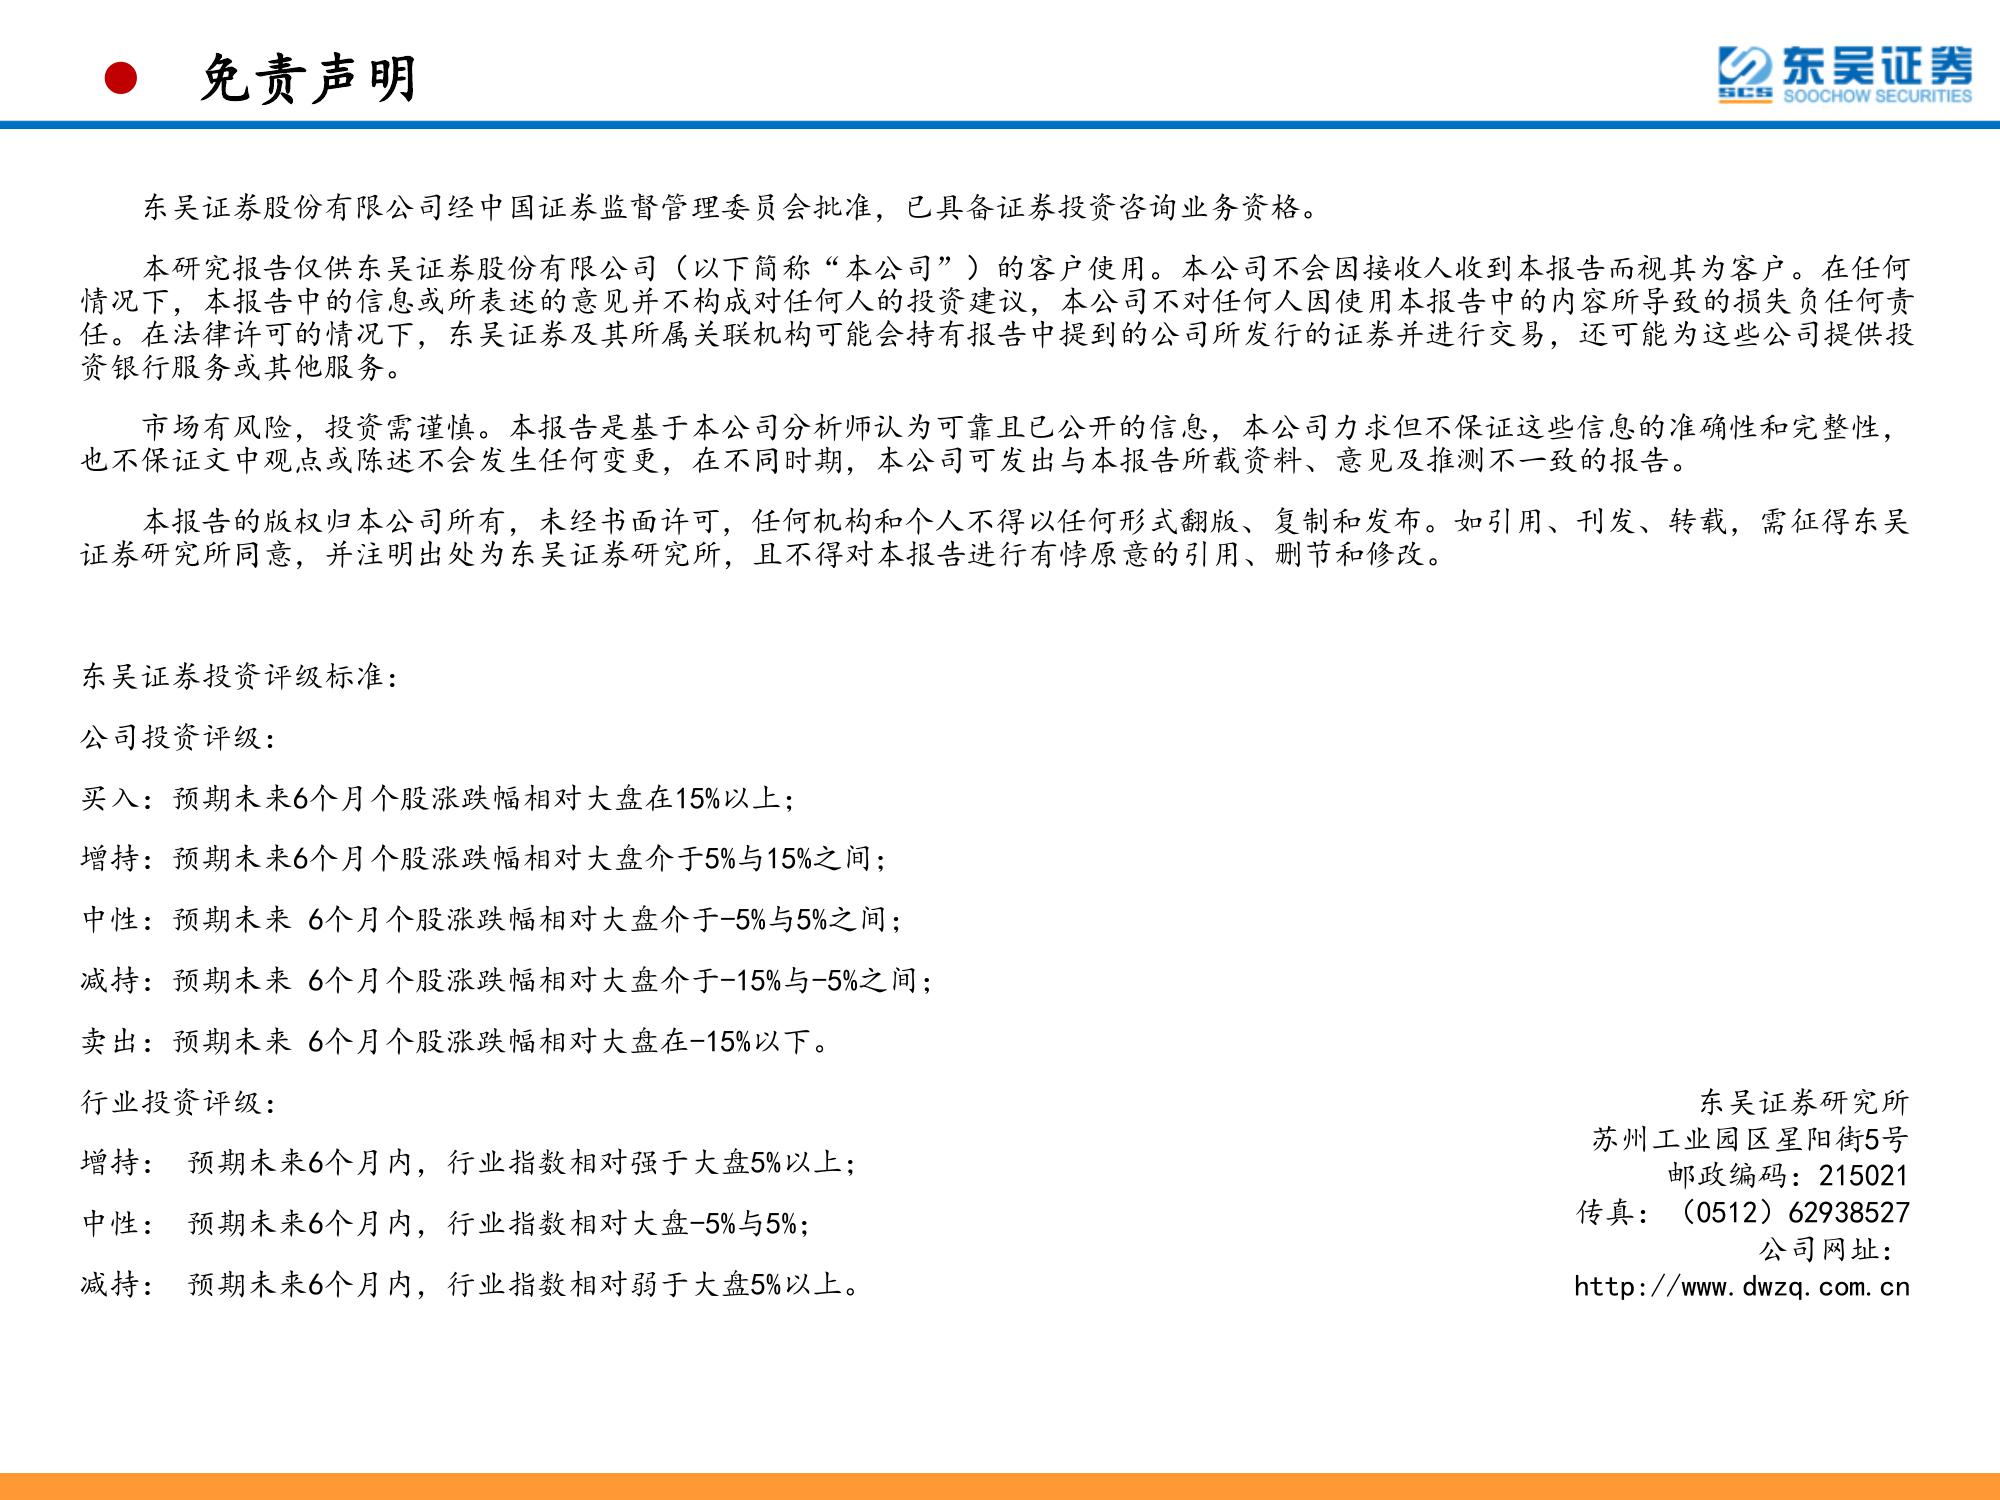 免责声明
东吴证券
SCS
SOOCHOW SECURITIES
东吴证券股份有限公司经中国证券监督管理委员会批准，已具备证券投资咨询业务资格。
本研究报告仅供东吴证券股份有限公司（以下简称“本公司”）的客户使用。本公司不会因接收人收到本报告而视其为客户。在任何
情况下，本报告中的信息或所表述的意见并不构成对任何人的投资建议，本公司不对任何人因使用本报告中的内容所导致的损失负任何责
任。在法律许可的情况下，东吴证券及其所属关联机构可能会持有报告中提到的公司所发行的证券并进行交易，还可能为这些公司提供投
资银行服务或其他服务。
市场有风险，投资需谨慎。本报告是基于本公司分析师认为可靠且已公开的信息，本公司力求但不保证这些信息的准确性和完整性，
也不保证文中观点或陈述不会发生任何变更，在不同时期，本公司可发出与本报告所载资料、意见及推测不一致的报告。
本报告的版权归本公司所有，未经书面许可，任何机构和个人不得以任何形式翻版、复制和发布。如引用、刊发、转载，需征得东吴
证券研究所同意，并注明出处为东吴证券研究所，且不得对本报告进行有悖原意的引用、删节和修改。
东吴证券投资评级标准：
公司投资评级：
买入：预期未来6个月个股涨跌幅相对大盘在15%以上；
增持：预期未来6个月个股涨跌幅相对大盘介于5%与15%之间；
中性：预期未来 6个月个股涨跌幅相对大盘介于-5%与5%之间；
减持：预期未来 6个月个股涨跌幅相对大盘介于-15%与-5%之间；
卖出：预期未来 6个月个股涨跌幅相对大盘在-15%以下。
行业投资评级：
增持： 预期未来6个月内，行业指数相对强于大盘5%以上；
中性： 预期未来6个月内，行业指数相对大盘-5%与5%；
减持： 预期未来6个月内，行业指数相对弱于大盘5%以上。
东吴证券研究所
苏州工业园区星阳街5号
邮政编码：215021
传真：（0512）62938527
公司网址：
http://www.dwzq.com.cn